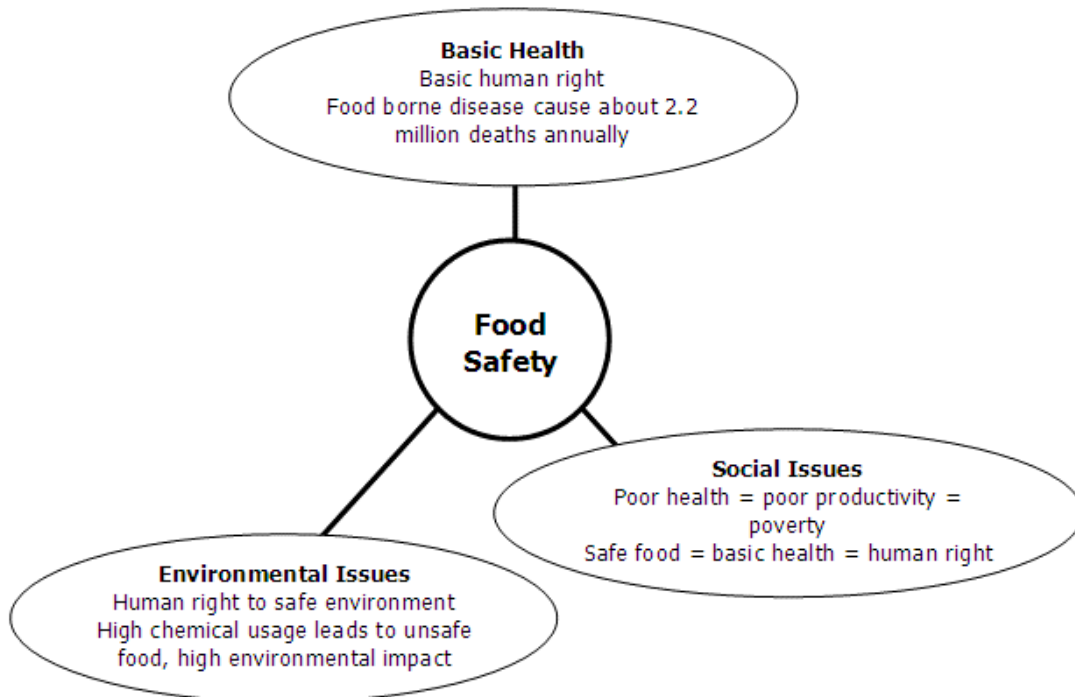 Basic Health
Basic human right
Food borne disease cause about 2.2
million deaths annually
Food
Safety
Social Issues
Poor health = poor productivity =
poverty
Safe food = basic health = human right
Environmental Issues
Human right to safe environment
High chemical usage leads to unsafe
food, high environmental impact